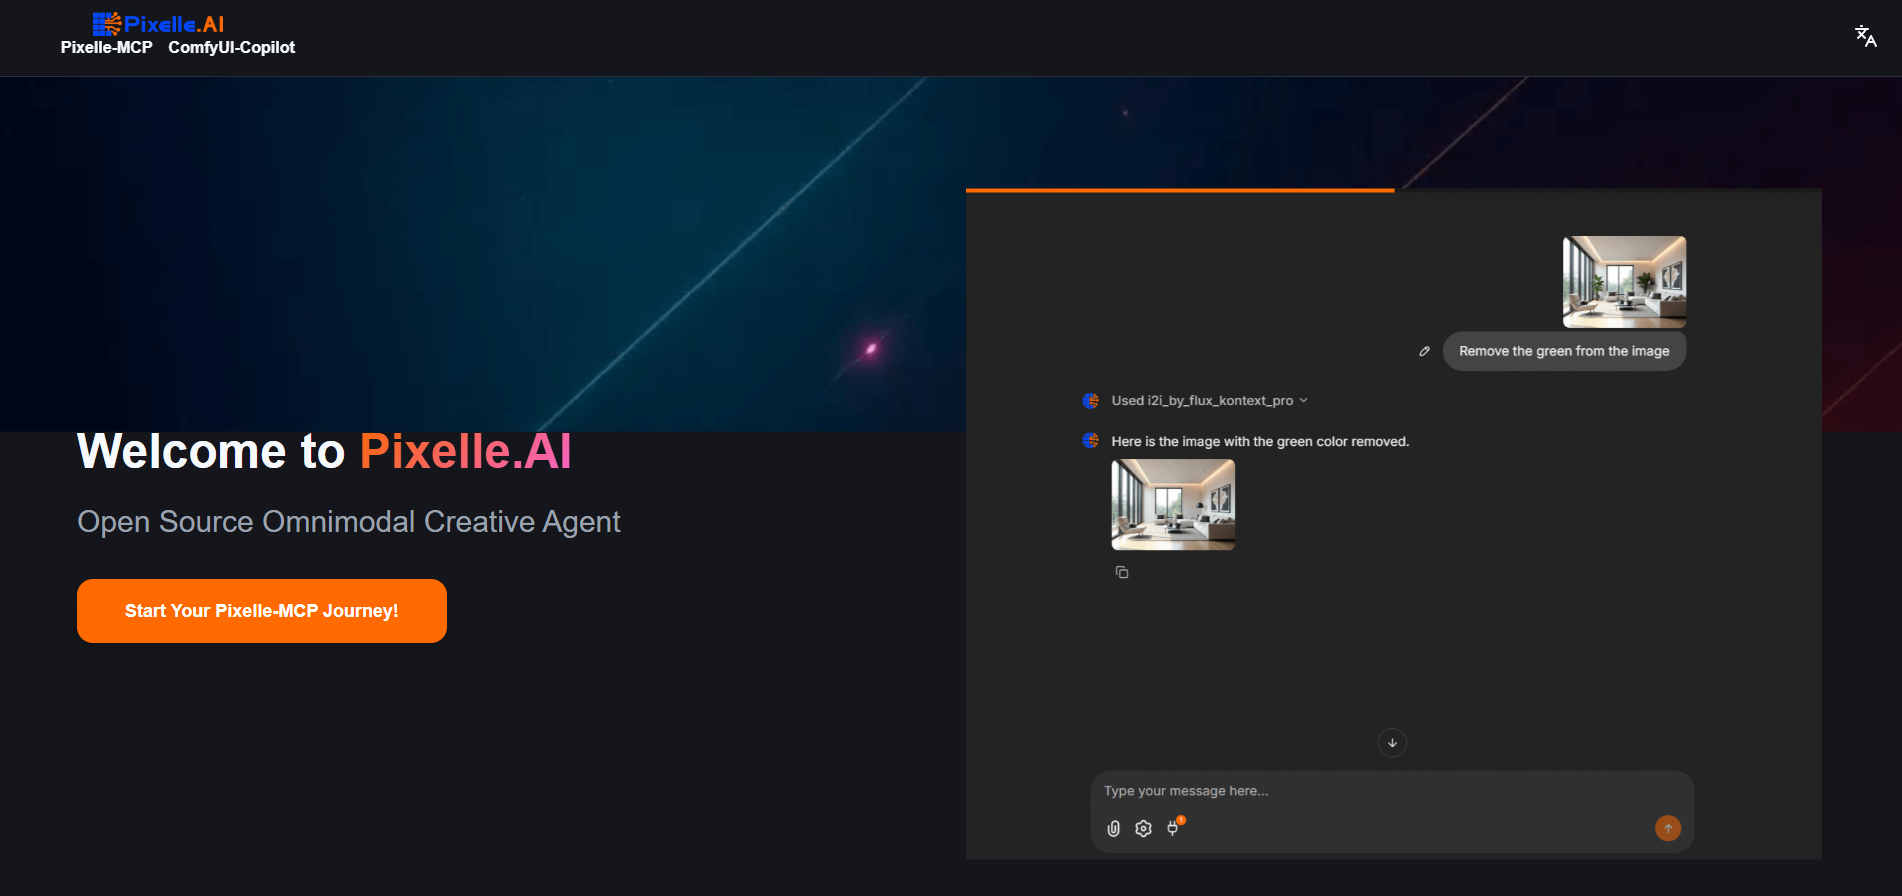 Pixelle.AI
Pixelle-MCP ComfyUI-Copilot
Welcome to Pixelle.AI
Open Source Omnimodal Creative Agent
Start Your Pixelle-MCP Journey!
Remove the green from the image
Used i2i_by_flux_kontext_pro
Here is the image with the green color removed.
Type your message here...
1